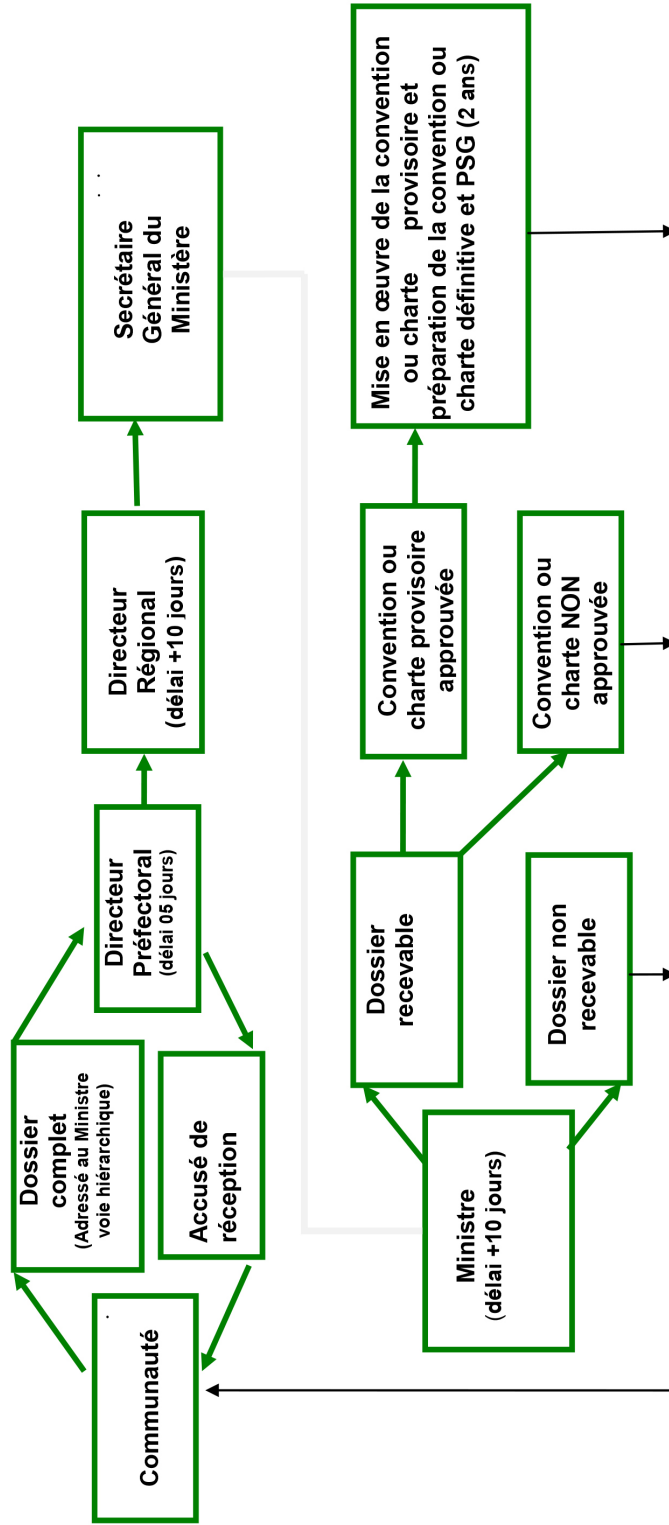 Communauté
Dossier
complet
(Adressé au Ministre
voie hiérarchique)
Accusé de
réception
Directeur
Préfectoral
(délai 05 jours)
Directeur
Régional
(délai +10 jours)
Secrétaire
Général du
Ministère
Ministre
(délai +10 jours)
Dossier
recevable
Dossier non
recevable
Convention ou
charte provisoire
approuvée
Convention ou
charte NON
approuvée
Mise en œuvre de la convention
ou charte provisoire et
préparation de la convention ou
charte définitive et PSG (2 ans)